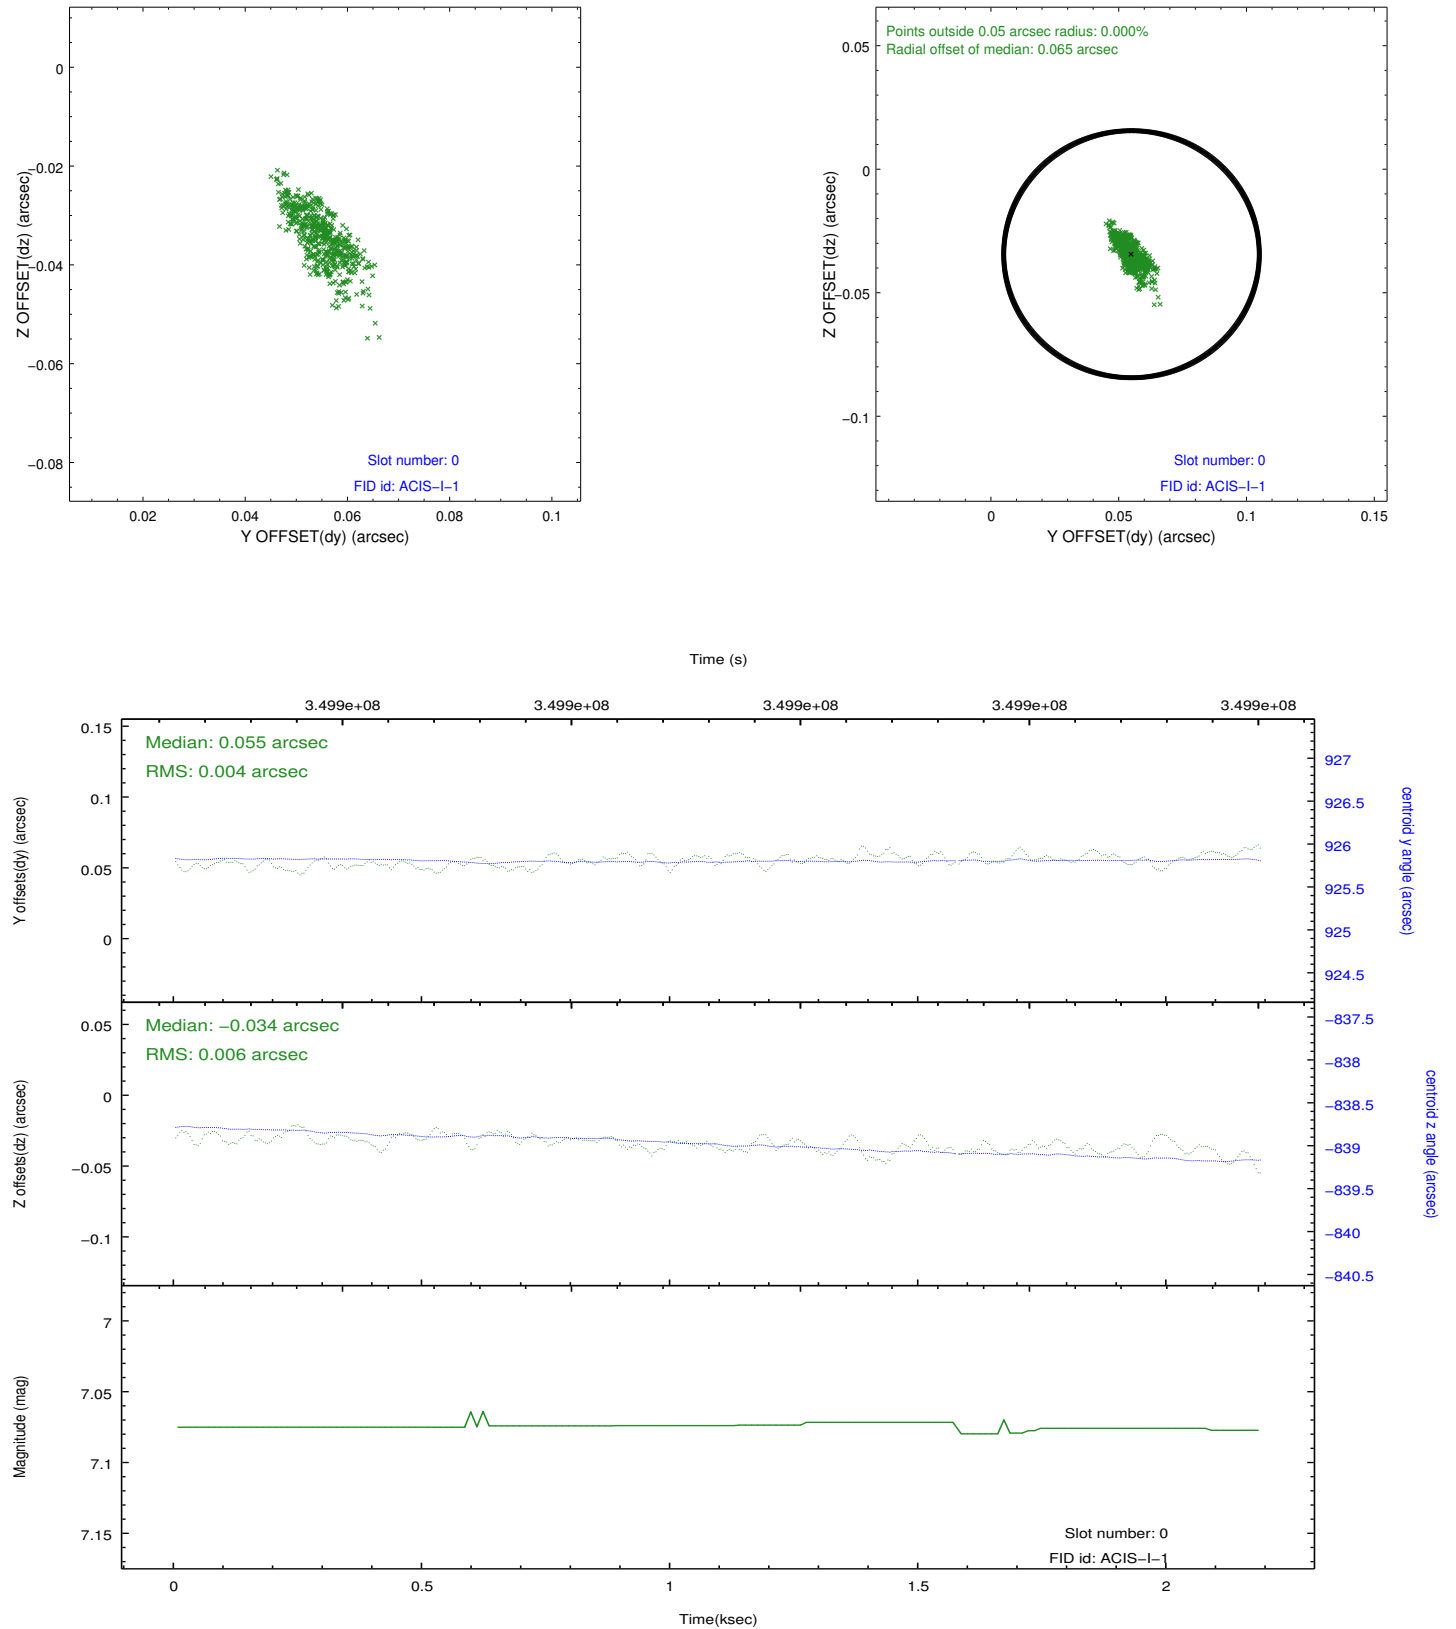 0
−0.02
−0.04
−0.06
−0.08
Z OFFSET(dz) (arcsec)
Slot number: 0
FID id: ACIS−I−1
0.02 0.04 0.06 0.08 0.1
Y OFFSET(dy) (arcsec)
Points outside 0.05 arcsec radius: 0.000%
Radial offset of median: 0.065 arcsec
0.05
0
−0.05
−0.1
Z OFFSET(dz) (arcsec)
Slot number: 0
FID id: ACIS−I−1
0 0.05 0.1 0.15
Y OFFSET(dy) (arcsec)
Time (s)
3.499e+08 3.499e+08 3.499e+08 3.499e+08 3.499e+08
Median: 0.055 arcsec
RMS: 0.004 arcsec
0.15
0.1
0.05
0
Y offsets(dy) (arcsec)
927
926.5
926
925.5
925
924.5
centroid y angle (arcsec)
Median: −0.034 arcsec
RMS: 0.006 arcsec
0.05
0
−0.05
−0.1
Z offsets(dz) (arcsec)
−837.5
−838
−838.5
−839
−839.5
−840
−840.5
centroid z angle (arcsec)
7
7.05
7.1
7.15
Magnitude (mag)
Slot number: 0
FID id: ACIS−I−1
0 0.5 1 1.5 2
Time(ksec)